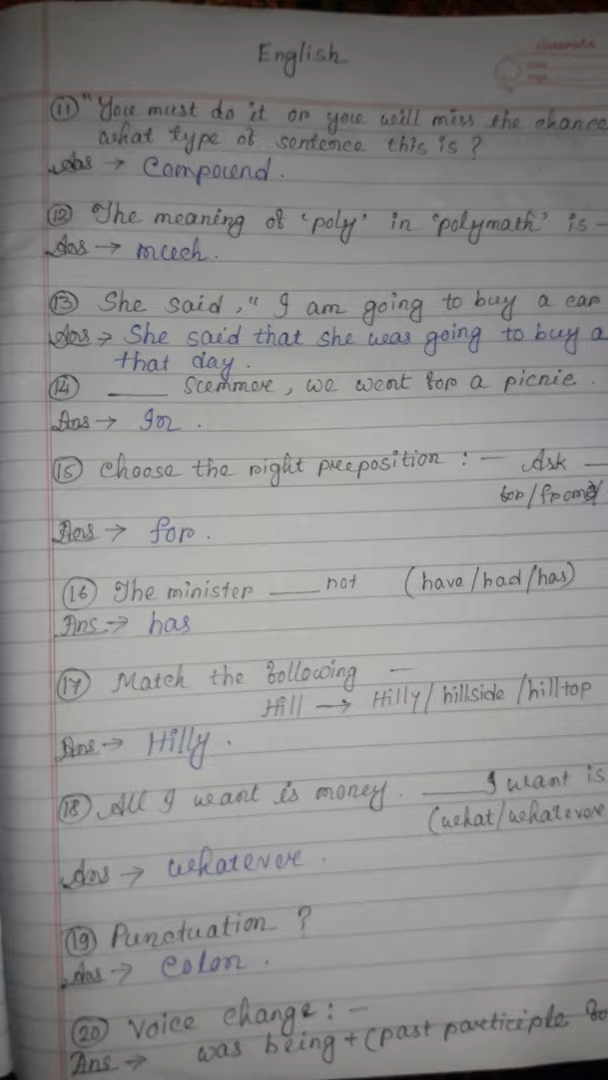 English
classmate
(11) "You must do it or you will miss the chance
what type of sentence this is?
Ans → Compound.
(12) The meaning of 'poly' in 'polymath' is -
Ans → much.
(13) She said, " I am going to buy a car
Ans → She said that she was going to buy a
that day.
(14) ____ Summer, we went for a picnic.
Ans → In.
(15) Choose the right preposition : - Ask _
for/from
Ans → for.
(16) The minister ___ not (have/had/has)
Ans → has
(17) Match the following -
Hill → Hilly/hillside/hilltop
Ans → Hilly.
(18) All I want is money. ____ I want is
(what/whatever
Ans → whatever.
(19) Punctuation ?
Ans → Colon.
(20) Voice change : -
Ans → was being + (past participle